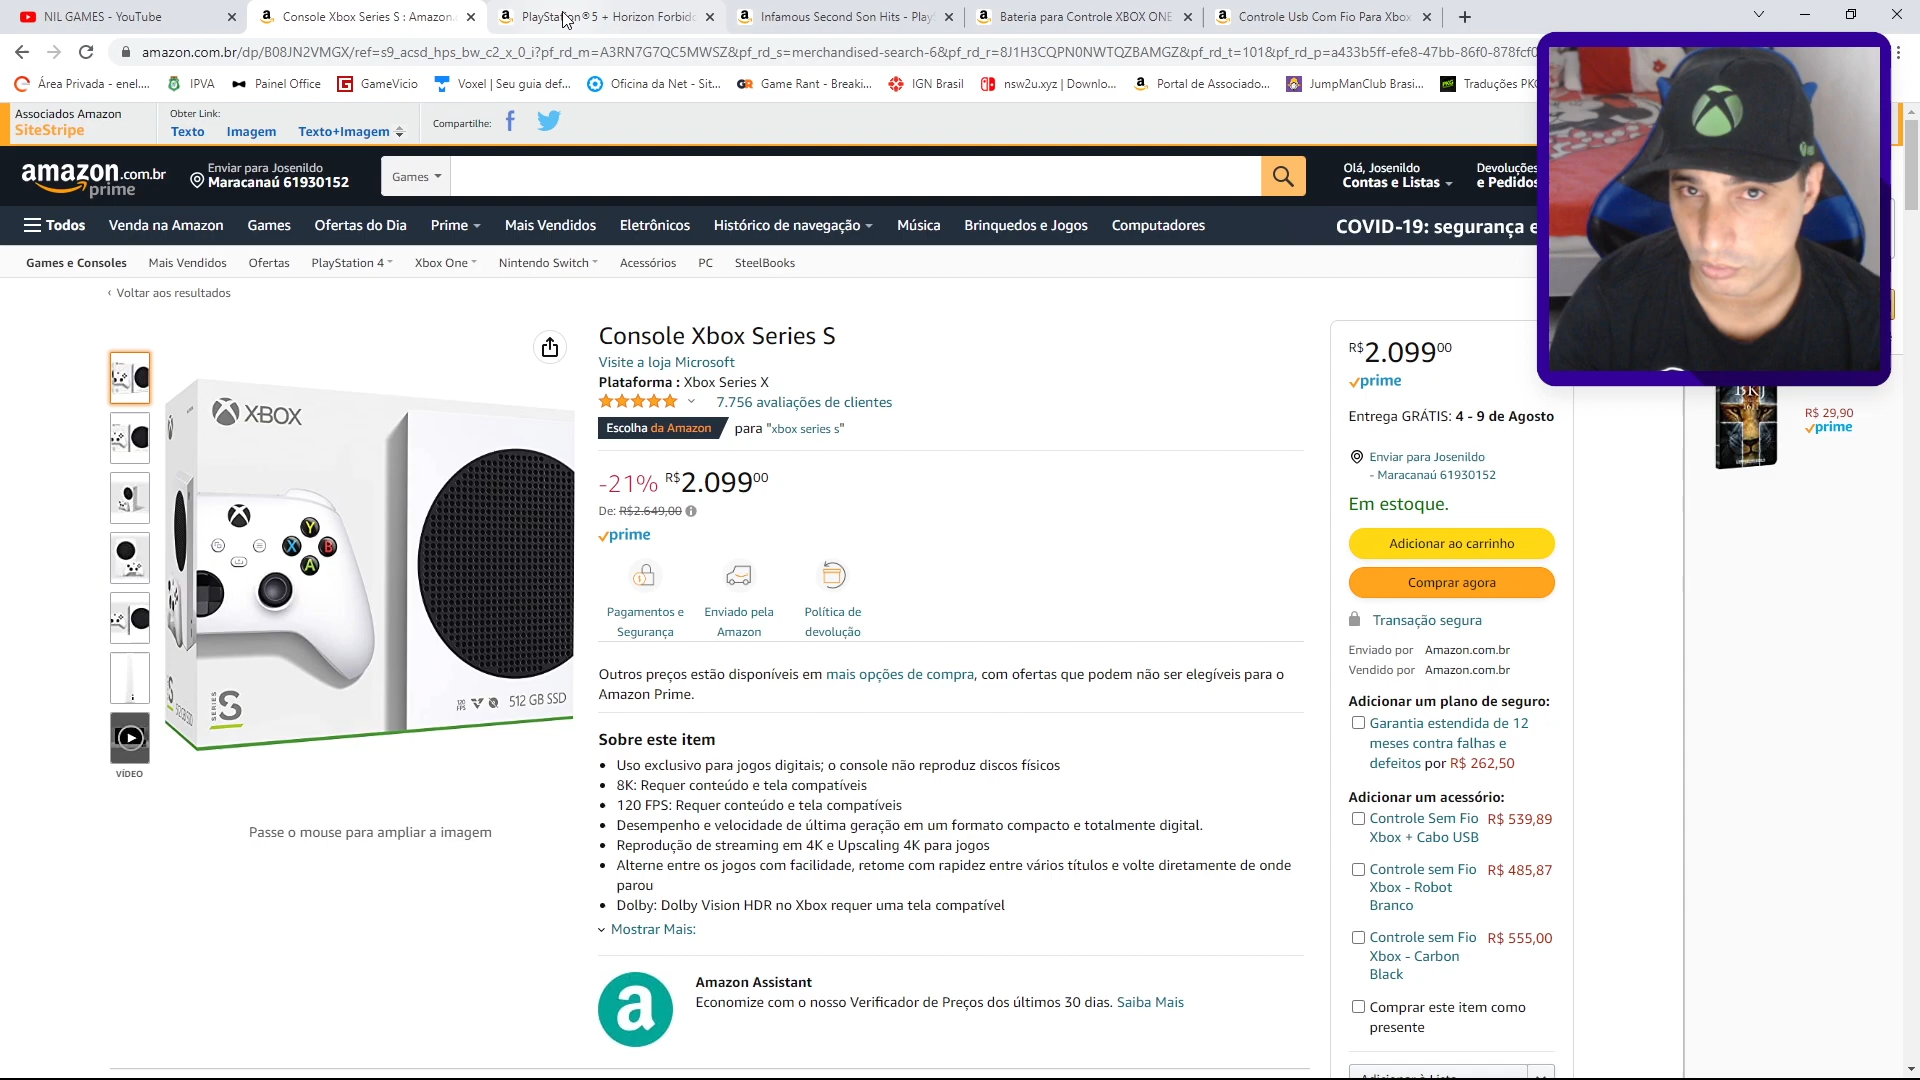 NIL GAMES - YouTube
Console Xbox Series S : Amazon.
PlayStation®5 + Horizon Forbid
Infamous Second Son Hits - Play
Bateria para Controle XBOX ONE
Controle Usb Com Fio Para Xbox
amazon.com.br/dp/B08JN2VMGX/ref=s9_acsd_hps_bw_c2_x_0_i?pf_rd_m=A3RN7G7QC5MWSZ&pf_rd_s=merchandised-search-6&pf_rd_r=8J1H3CQPN0NWTQZBAMGZ&pf_rd_t=101&pf_rd_p=a433b5ff-efe8-47bb-86f0-878fcf0
Área Privada - enel....
IPVA
Painel Office
GameVicio
Voxel | Seu guia def...
Oficina da Net - Sit...
Game Rant - Breaki...
IGN Brasil
nsw2u.xyz | Downlo...
Portal de Associado...
JumpManClub Brasi...
Traduções PKG
Associados Amazon
SiteStripe
Obter Link:
Texto Imagem Texto+Imagem
Compartilhe:
amazon.com.br
prime
Enviar para Josenildo
Maracanaú 61930152
Games
Olá, Josenildo
Contas e Listas
Devoluções
e Pedidos
Todos Venda na Amazon Games Ofertas do Dia Prime Mais Vendidos Eletrônicos Histórico de navegação Música Brinquedos e Jogos Computadores
COVID-19: segurança e
Games e Consoles Mais Vendidos Ofertas PlayStation 4 Xbox One Nintendo Switch Acessórios PC SteelBooks
‹ Voltar aos resultados
XBOX
Y
X
B
A
SERIES
S
120
FPS
512 GB SSD
VÍDEO
Passe o mouse para ampliar a imagem
Console Xbox Series S
Visite a loja Microsoft
Plataforma : Xbox Series X
7.756 avaliações de clientes
Escolha da Amazon para "xbox series s"
-21% R$2.09900
De: R$2.649,00
prime
Pagamentos e
Segurança
Enviado pela
Amazon
Política de
devolução
Outros preços estão disponíveis em mais opções de compra, com ofertas que podem não ser elegíveis para o
Amazon Prime.
Sobre este item
• Uso exclusivo para jogos digitais; o console não reproduz discos físicos
• 8K: Requer conteúdo e tela compatíveis
• 120 FPS: Requer conteúdo e tela compatíveis
• Desempenho e velocidade de última geração em um formato compacto e totalmente digital.
• Reprodução de streaming em 4K e Upscaling 4K para jogos
• Alterne entre os jogos com facilidade, retome com rapidez entre vários títulos e volte diretamente de onde
parou
• Dolby: Dolby Vision HDR no Xbox requer uma tela compatível
Mostrar Mais:
a
Amazon Assistant
Economize com o nosso Verificador de Preços dos últimos 30 dias. Saiba Mais
R$2.09900
prime
Entrega GRÁTIS: 4 - 9 de Agosto
Enviar para Josenildo
- Maracanaú 61930152
Em estoque.
Adicionar ao carrinho
Comprar agora
Transação segura
Enviado por Amazon.com.br
Vendido por Amazon.com.br
Adicionar um plano de seguro:
Garantia estendida de 12
meses contra falhas e
defeitos por R$ 262,50
Adicionar um acessório:
Controle Sem Fio R$ 539,89
Xbox + Cabo USB
Controle sem Fio R$ 485,87
Xbox - Robot
Branco
Controle sem Fio R$ 555,00
Xbox - Carbon
Black
Comprar este item como
presente
BKJ
R$ 29,90
prime